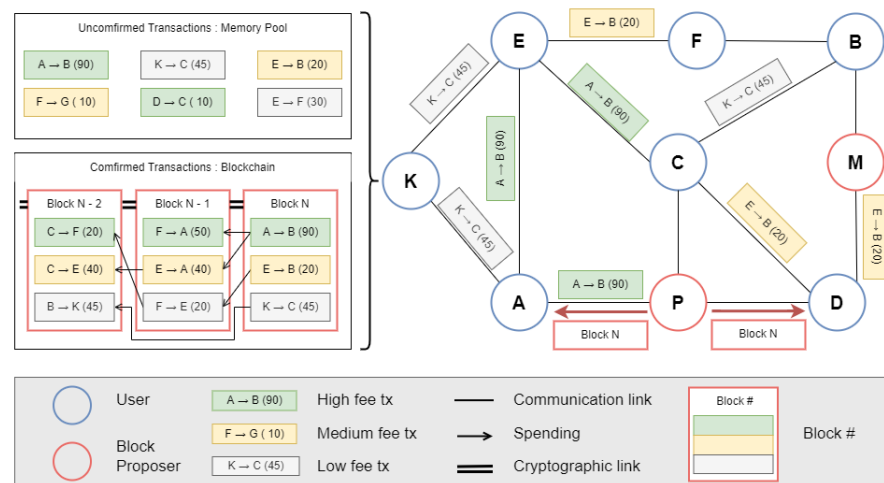 Uncomfirmed Transactions : Memory Pool
A → B (90)
K → C (45)
E → B (20)
F → G ( 10)
D → C ( 10)
E → F (30)
Comfirmed Transactions : Blockchain
Block N - 2
Block N - 1
Block N
C → F (20)
F → A (50)
A → B (90)
C → E (40)
E → A (40)
E → B (20)
B → K (45)
F → E (20)
K → C (45)
E
E → B (20)
F
B
K → C (45)
A → B (90)
K → C (45)
A → B (90)
K
C
M
K → C (45)
E → B (20)
E → B (20)
A
A → B (90)
P
D
Block N
Block N
User
A → B (90)
High fee tx
Communication link
Block #
F → G ( 10)
Medium fee tx
Spending
Block #
Block
Proposer
K → C (45)
Low fee tx
Cryptographic link